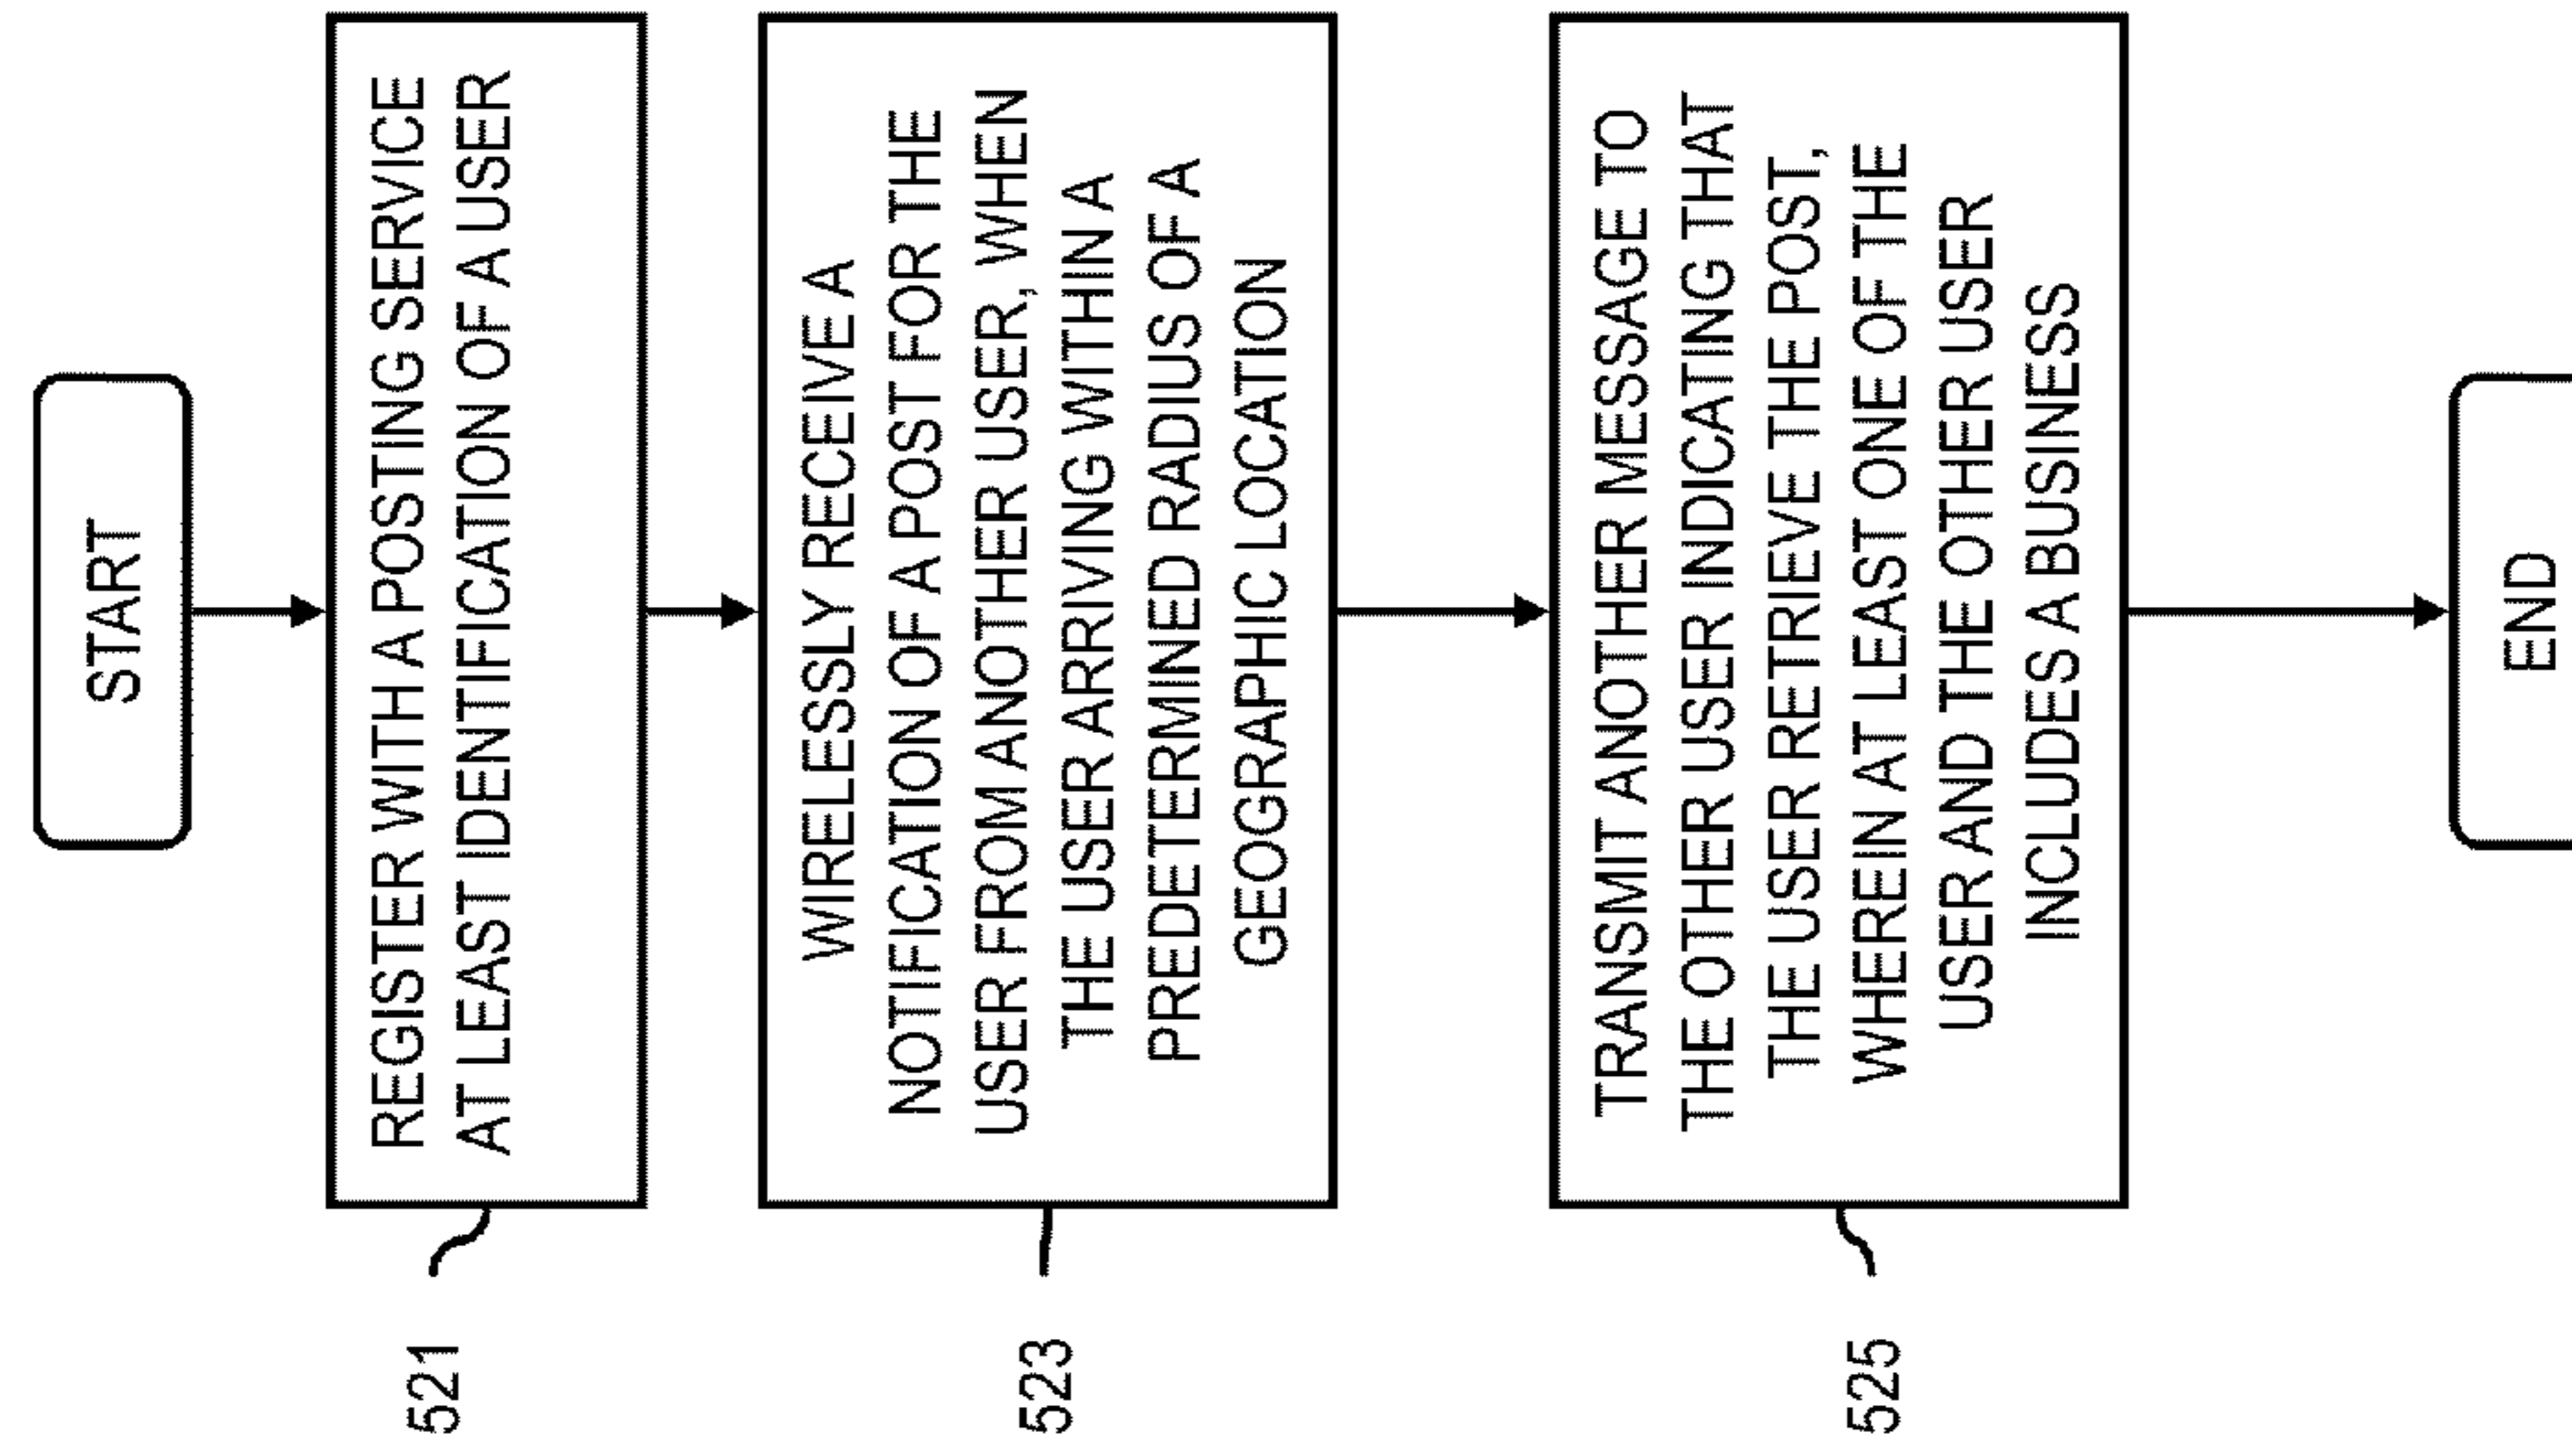 START
521
REGISTER WITH A POSTING SERVICE
AT LEAST IDENTIFICATION OF A USER
523
WIRELESSLY RECEIVE A
NOTIFICATION OF A POST FOR THE
USER FROM ANOTHER USER, WHEN
THE USER ARRIVING WITHIN A
PREDETERMINED RADIUS OF A
GEOGRAPHIC LOCATION
525
TRANSMIT ANOTHER MESSAGE TO
THE OTHER USER INDICATING THAT
THE USER RETRIEVE THE POST,
WHEREIN AT LEAST ONE OF THE
USER AND THE OTHER USER
INCLUDES A BUSINESS
END